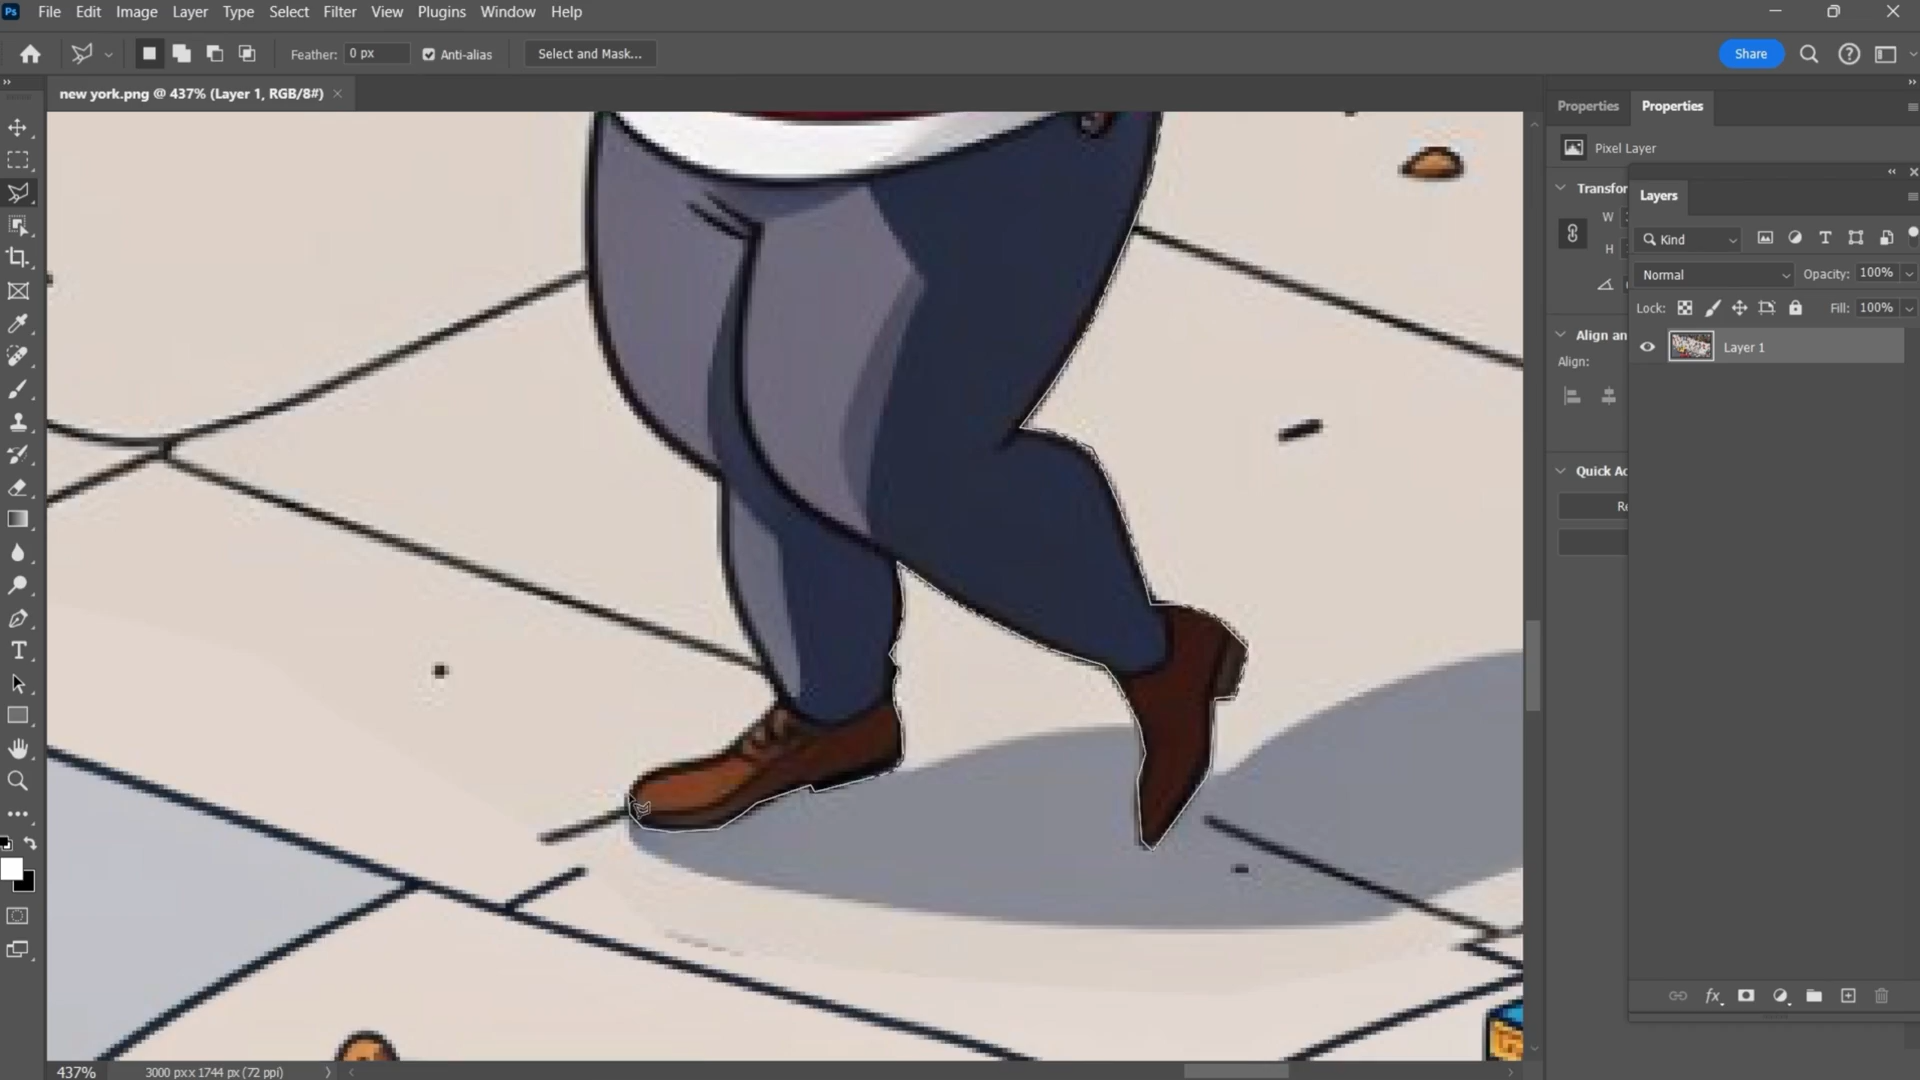 Ps File Edit Image Layer Type Select Filter View Plugins Window Help
Feather: 0 px Anti-alias Select and Mask... Share
new york.png @ 437% (Layer 1, RGB/8#)
Properties Properties
Pixel Layer
Transfor
Layers
W
Kind
H
Normal Opacity: 100%
Lock: Fill: 100%
Align an
Layer 1
Align:
Quick Ac
Re
fx
437% 3000 px x 1744 px (72 ppi)